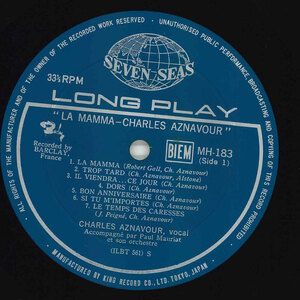 ALL RIGHTS OF THE MANUFACTURER AND OF THE OWNER OF THE RECORDED WORK RESERVED
UNAUTHORISED PUBLIC PERFORMANCE, BROADCASTING AND COPYING OF THIS RECORD PROHIBITED
SEVEN SEAS
33⅓ RPM
LONG PLAY
"LA MAMMA–CHARLES AZNAVOUR"
Recorded by
BARCLAY,
France
BIEM
MH-183
(Side 1)
1. LA MAMMA (Robert Gall, Ch. Aznavour)
2. TROP TARD (Ch. Aznavour, Alstone)
3. IL VIENDRA...CE JOUR (Ch. Aznavour)
4. DORS (Ch. Aznavour)
5. BON ANNIVERSAIRE (Ch. Aznavour)
6. SI TU M'IMPORTES (Ch. Aznavour)
7. LE TEMPS DES CARESSES
(J. Peigné, Ch. Aznavour)
CHARLES AZNAVOUR, vocal
Accompagné par Paul Mauriat
et son orchestre
(ILBT 561) S
MFD. BY KING RECORD CO. LTD. TOKYO, JAPAN